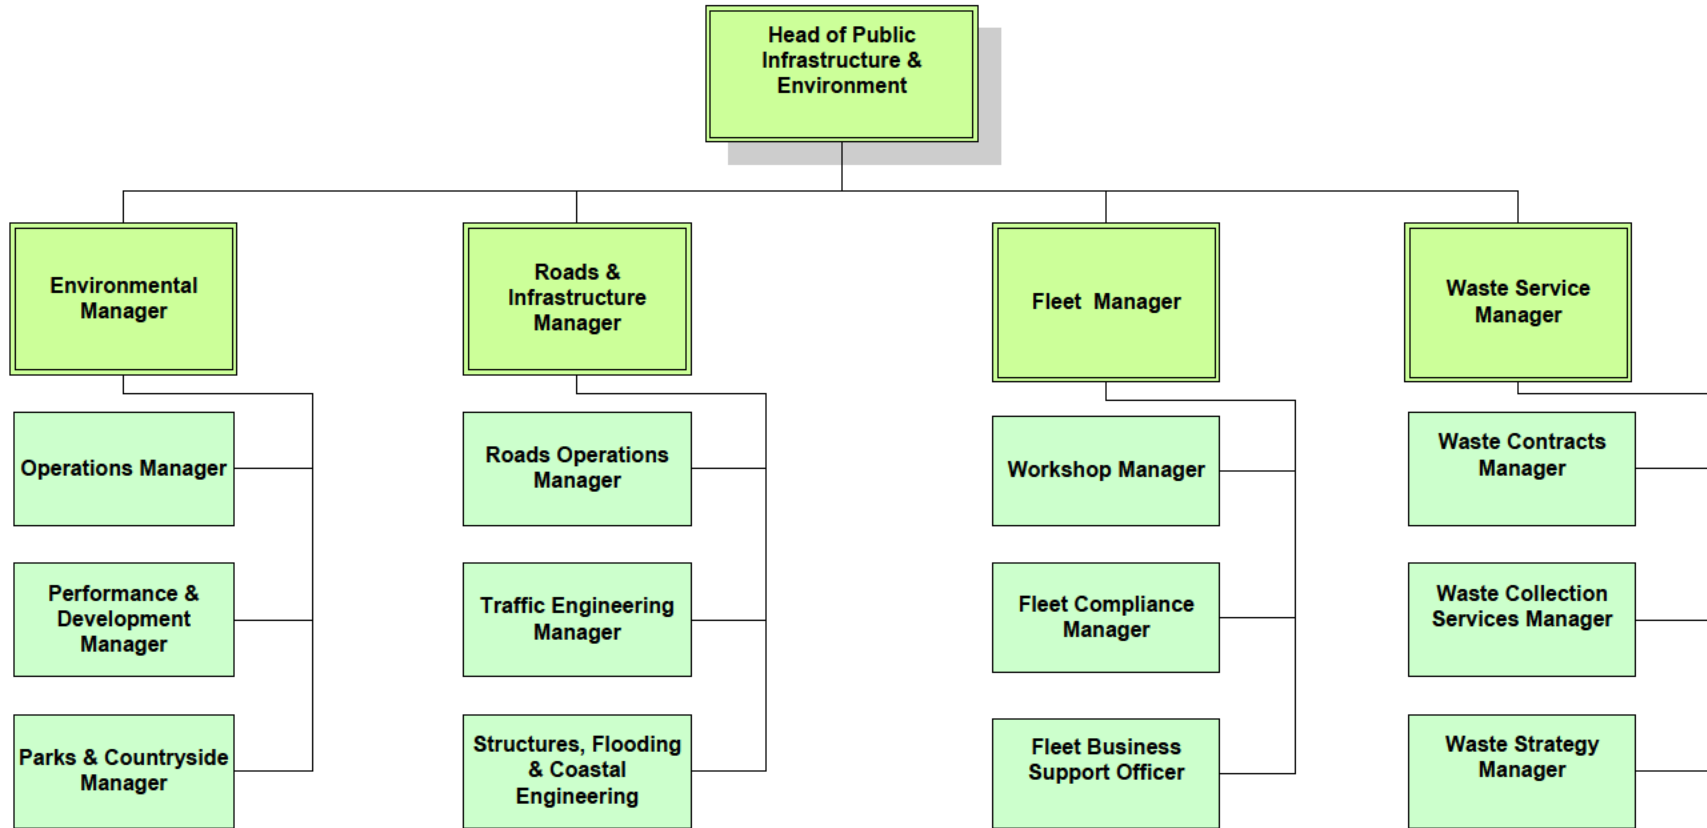 Head of Public
Infrastructure &
Environment
Environmental
Manager
Roads &
Infrastructure
Manager
Fleet Manager
Waste Service
Manager
Operations Manager
Roads Operations
Manager
Workshop Manager
Waste Contracts
Manager
Performance &
Development
Manager
Traffic Engineering
Manager
Fleet Compliance
Manager
Waste Collection
Services Manager
Parks & Countryside
Manager
Structures, Flooding
& Coastal
Engineering
Fleet Business
Support Officer
Waste Strategy
Manager